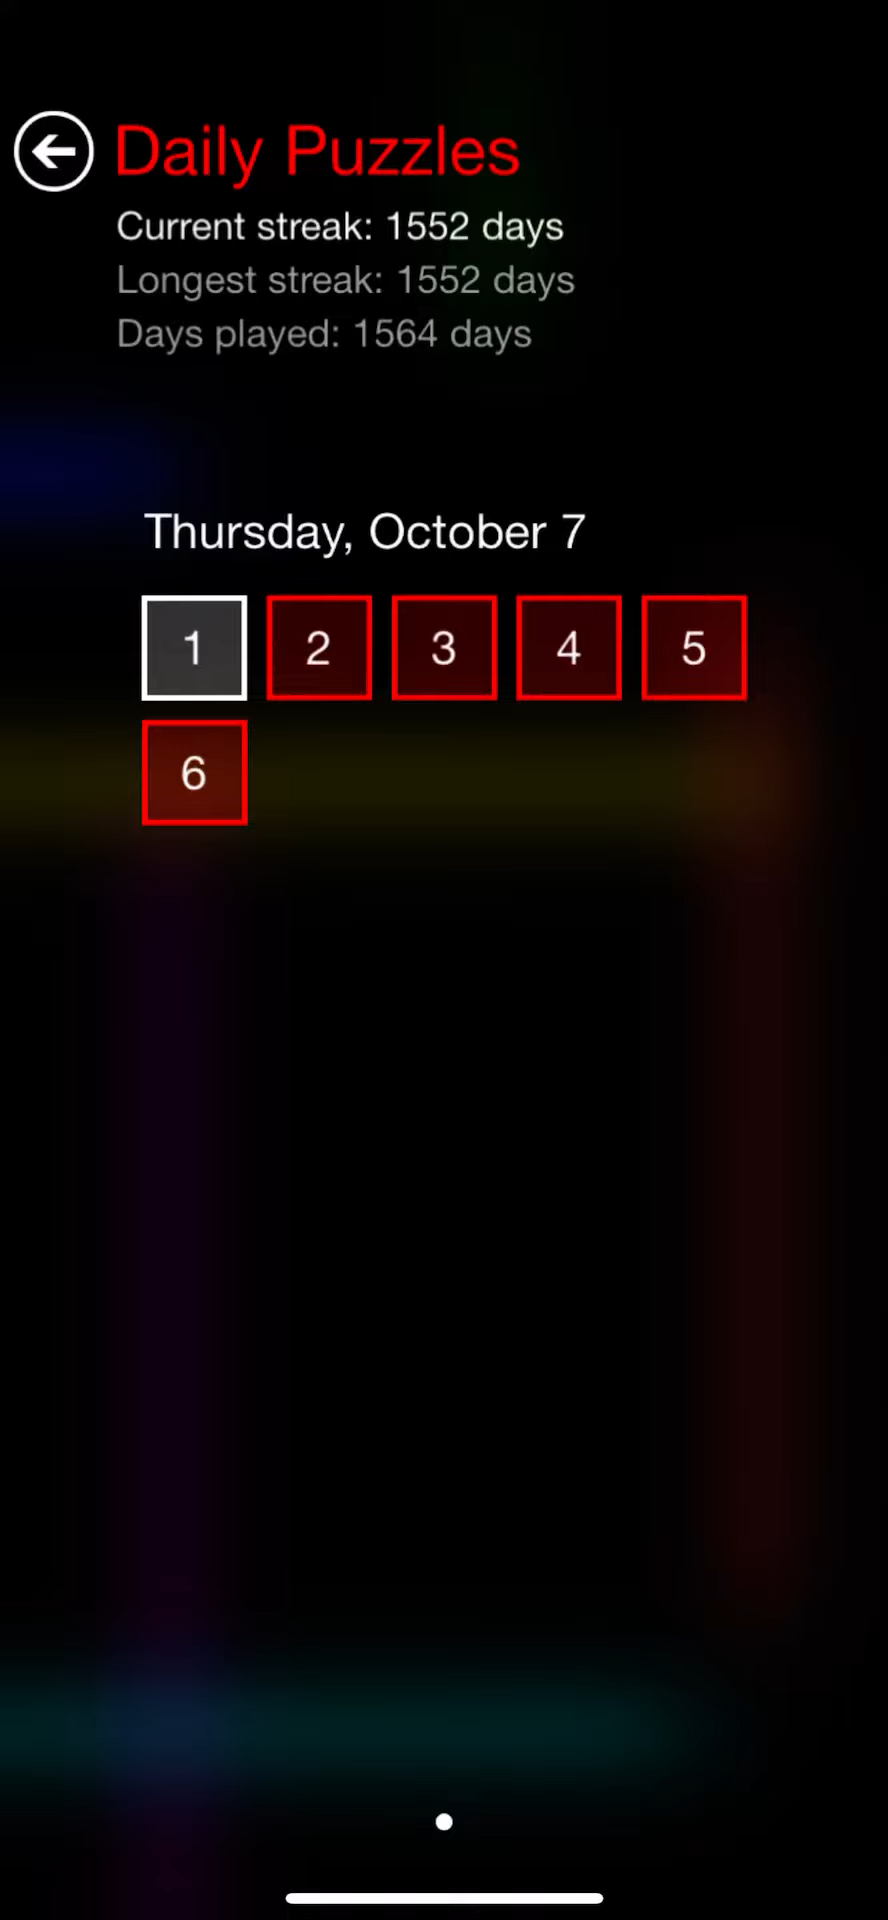 Daily Puzzles
Current streak: 1552 days
Longest streak: 1552 days
Days played: 1564 days
Thursday, October 7
1 2 3 4 5
6